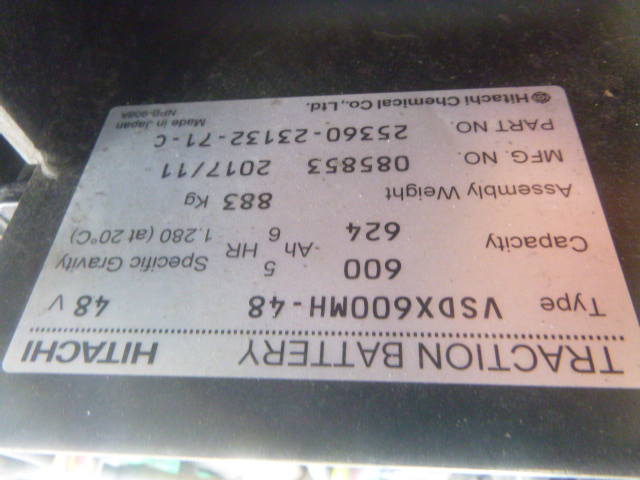 TRACTION BATTERY HITACHI
Type VSDX600MH-48 48 V
Capacity 600 Ah 5 HR Specific Gravity
624 6 1.280 (at 20°C)
Assembly Weight 883 Kg
MFG. NO. 085853 2017/11
PART NO. 25360-23132-71-C Made in Japan
Hitachi Chemical Co., Ltd. NPB-908A